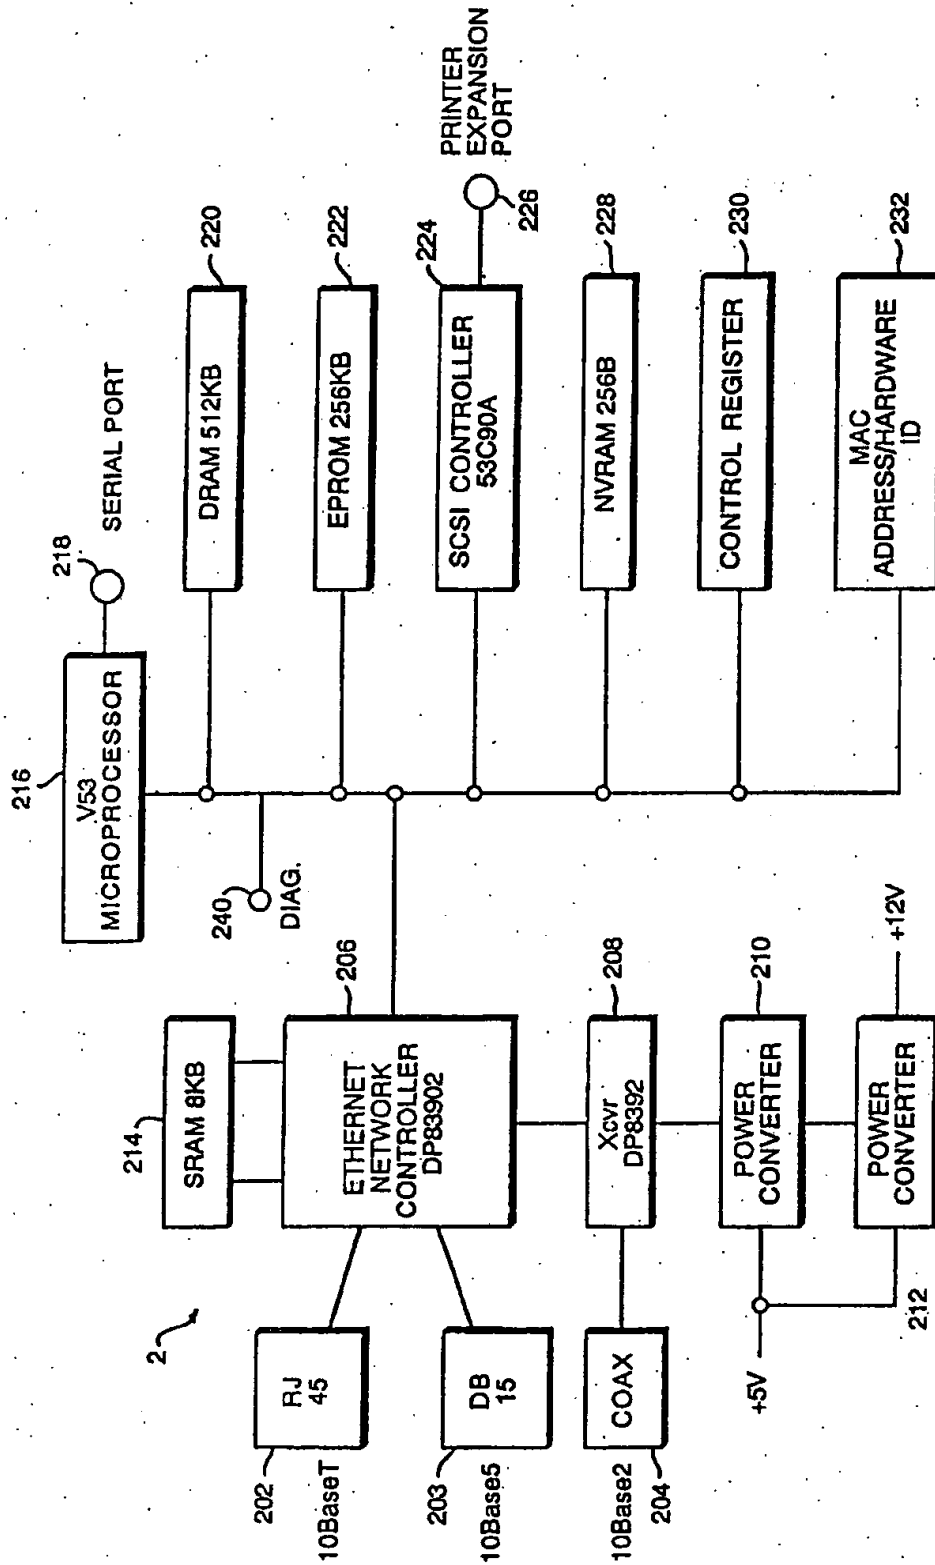 2
202
RJ
45
10BaseT
203
DB
15
10Base5
204
COAX
10Base2
214
SRAM 8KB
206
ETHERNET
NETWORK
CONTROLLER
DP83902
208
Xcvr
DP8392
210
POWER
CONVERTER
POWER
CONVERTER
212
+5V
+12V
216
V53
MICROPROCESSOR
218
SERIAL PORT
240
DIAG.
220
DRAM 512KB
222
EPROM 256KB
224
SCSI CONTROLLER
53C90A
226
PRINTER
EXPANSION
PORT
228
NVRAM 256B
230
CONTROL REGISTER
232
MAC
ADDRESS/HARDWARE
ID